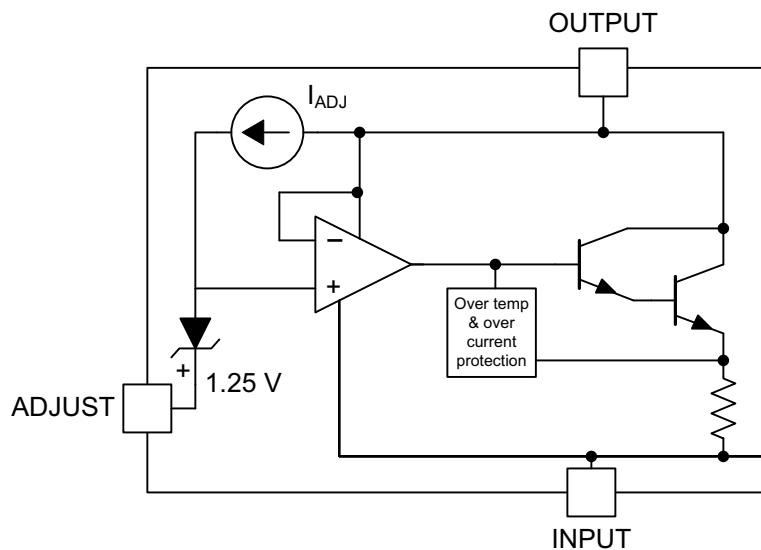 OUTPUT
I_ADJ
−
+
Over temp
& over
current
protection
+
1.25 V
ADJUST
INPUT